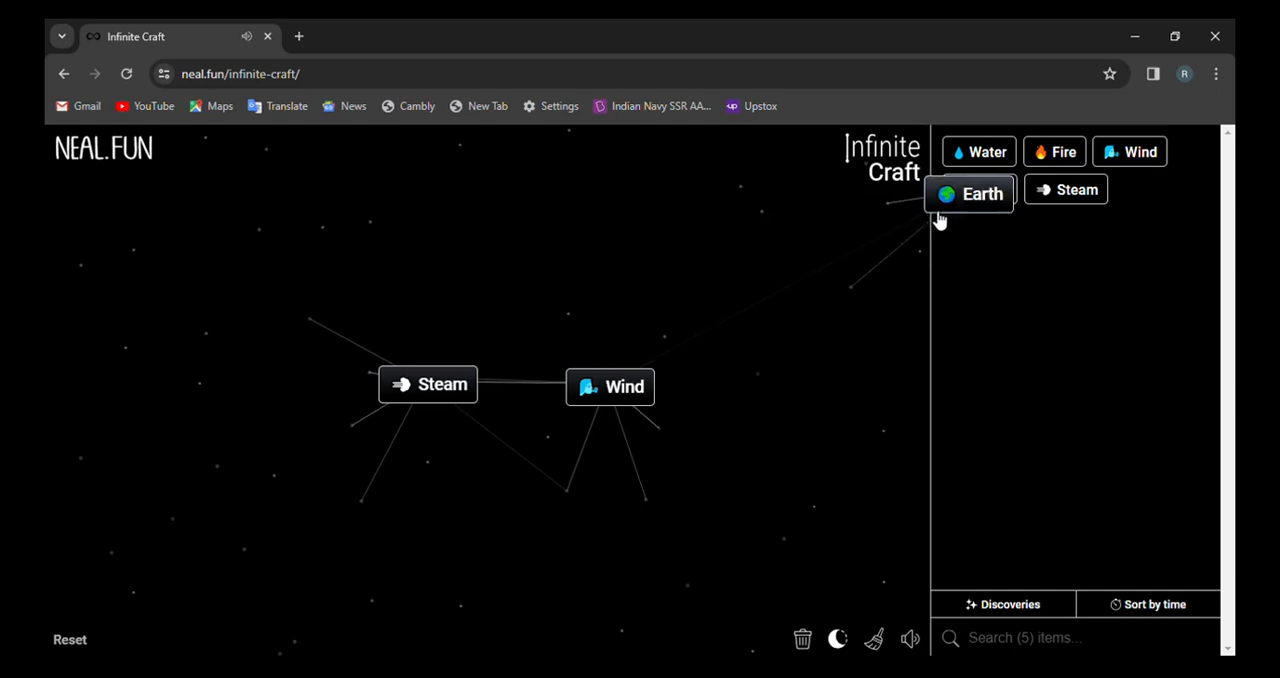 Infinite Craft
neal.fun/infinite-craft/
Gmail YouTube Maps Translate News Cambly New Tab Settings Indian Navy SSR AA... Upstox
R
NEAL.FUN
Infinite
Craft
Water Fire Wind
Earth Steam
Steam Wind
Discoveries Sort by time
Reset
Search (5) items...